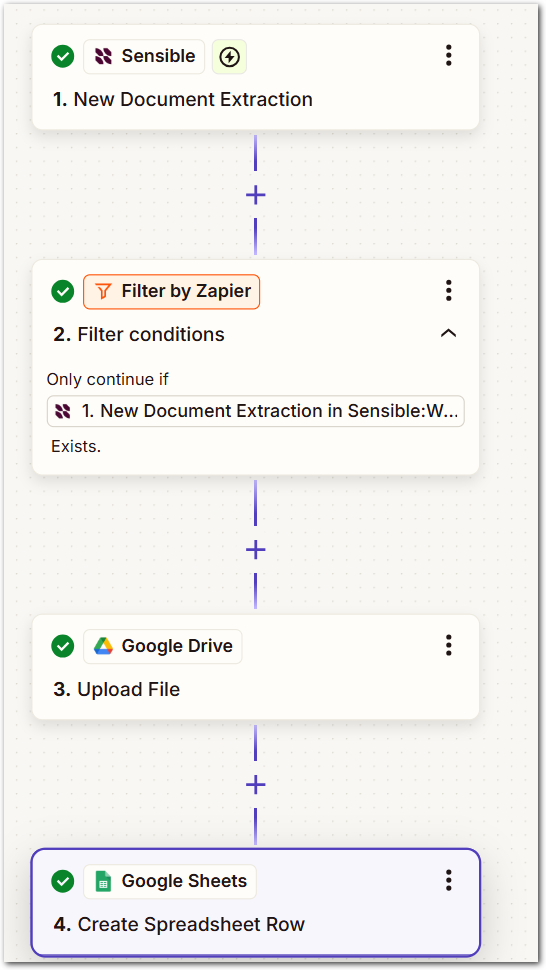 Sensible
1. New Document Extraction
Filter by Zapier
2. Filter conditions
Only continue if
1. New Document Extraction in Sensible:W...
Exists.
Google Drive
3. Upload File
Google Sheets
4. Create Spreadsheet Row